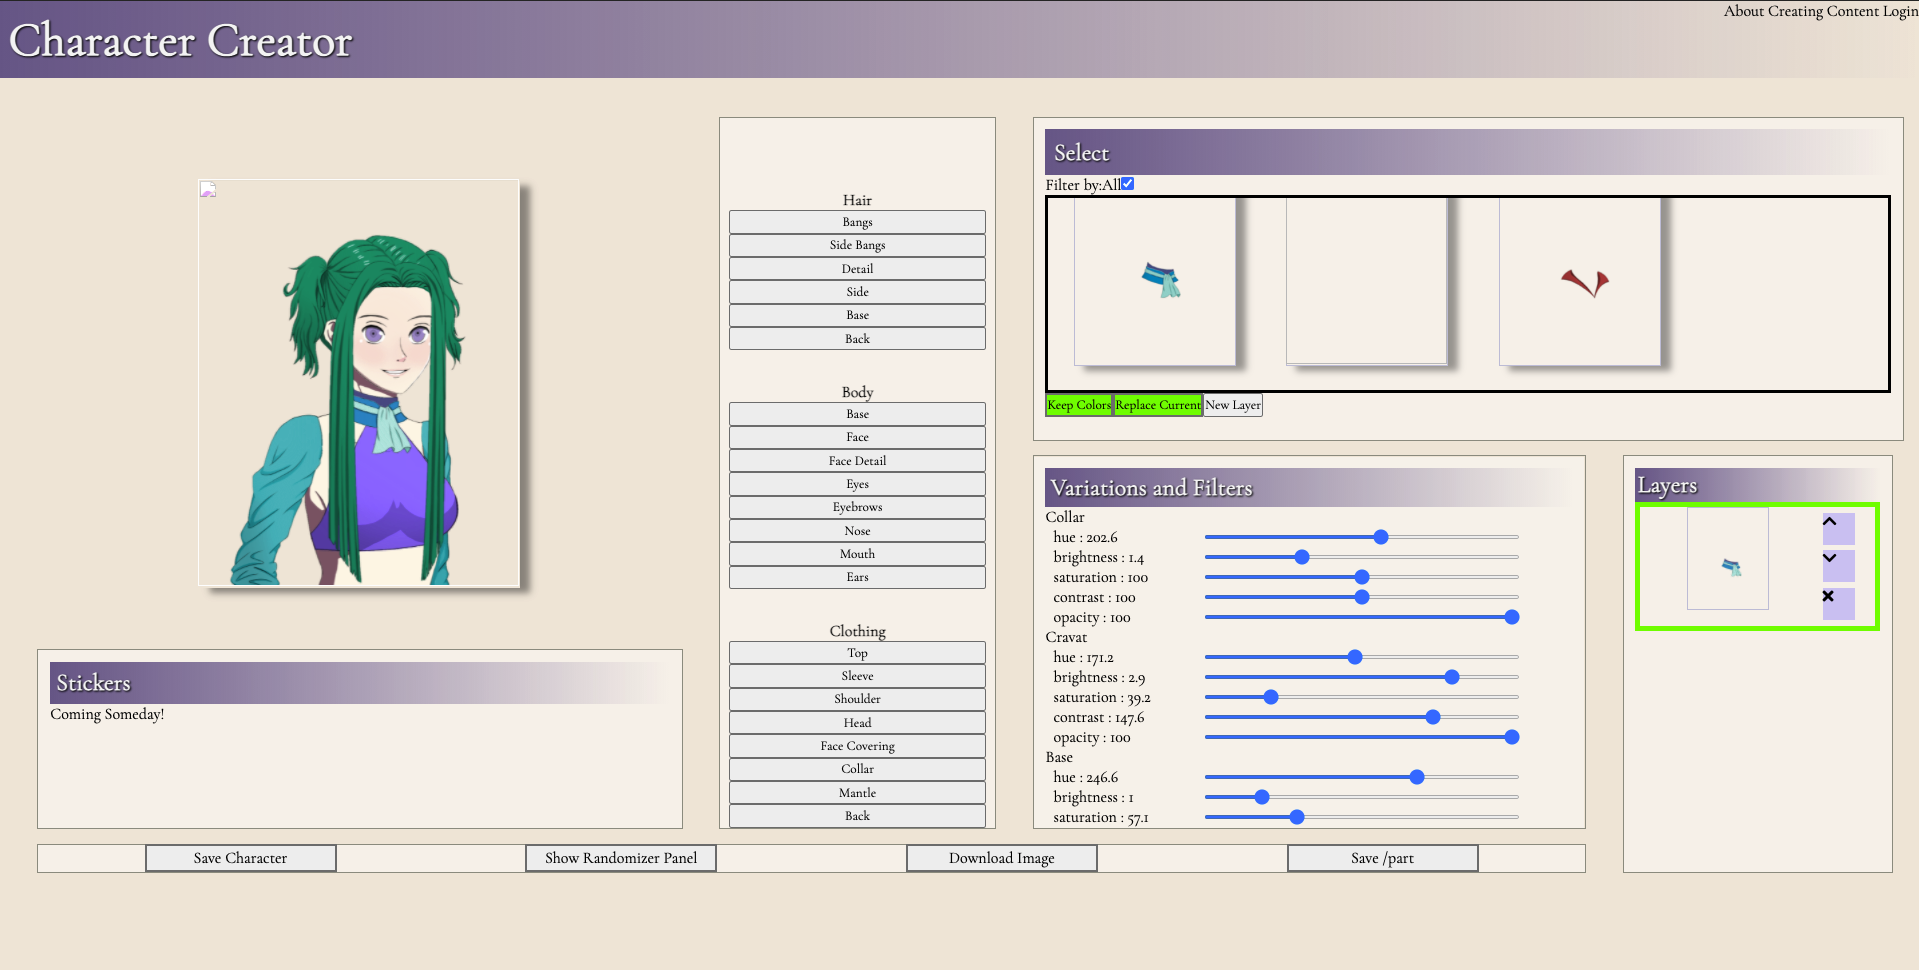 Character Creator
About Creating Content Login
Hair
Bangs
Side Bangs
Detail
Side
Base
Back
Body
Base
Face
Face Detail
Eyes
Eyebrows
Nose
Mouth
Ears
Clothing
Top
Sleeve
Shoulder
Head
Face Covering
Collar
Mantle
Back
Select
Filter by:All
Keep Colors Replace Current New Layer
Variations and Filters
Collar
hue : 202.6
brightness : 1.4
saturation : 100
contrast : 100
opacity : 100
Cravat
hue : 171.2
brightness : 2.9
saturation : 39.2
contrast : 147.6
opacity : 100
Base
hue : 246.6
brightness : 1
saturation : 57.1
Layers
Stickers
Coming Someday!
Save Character
Show Randomizer Panel
Download Image
Save /part